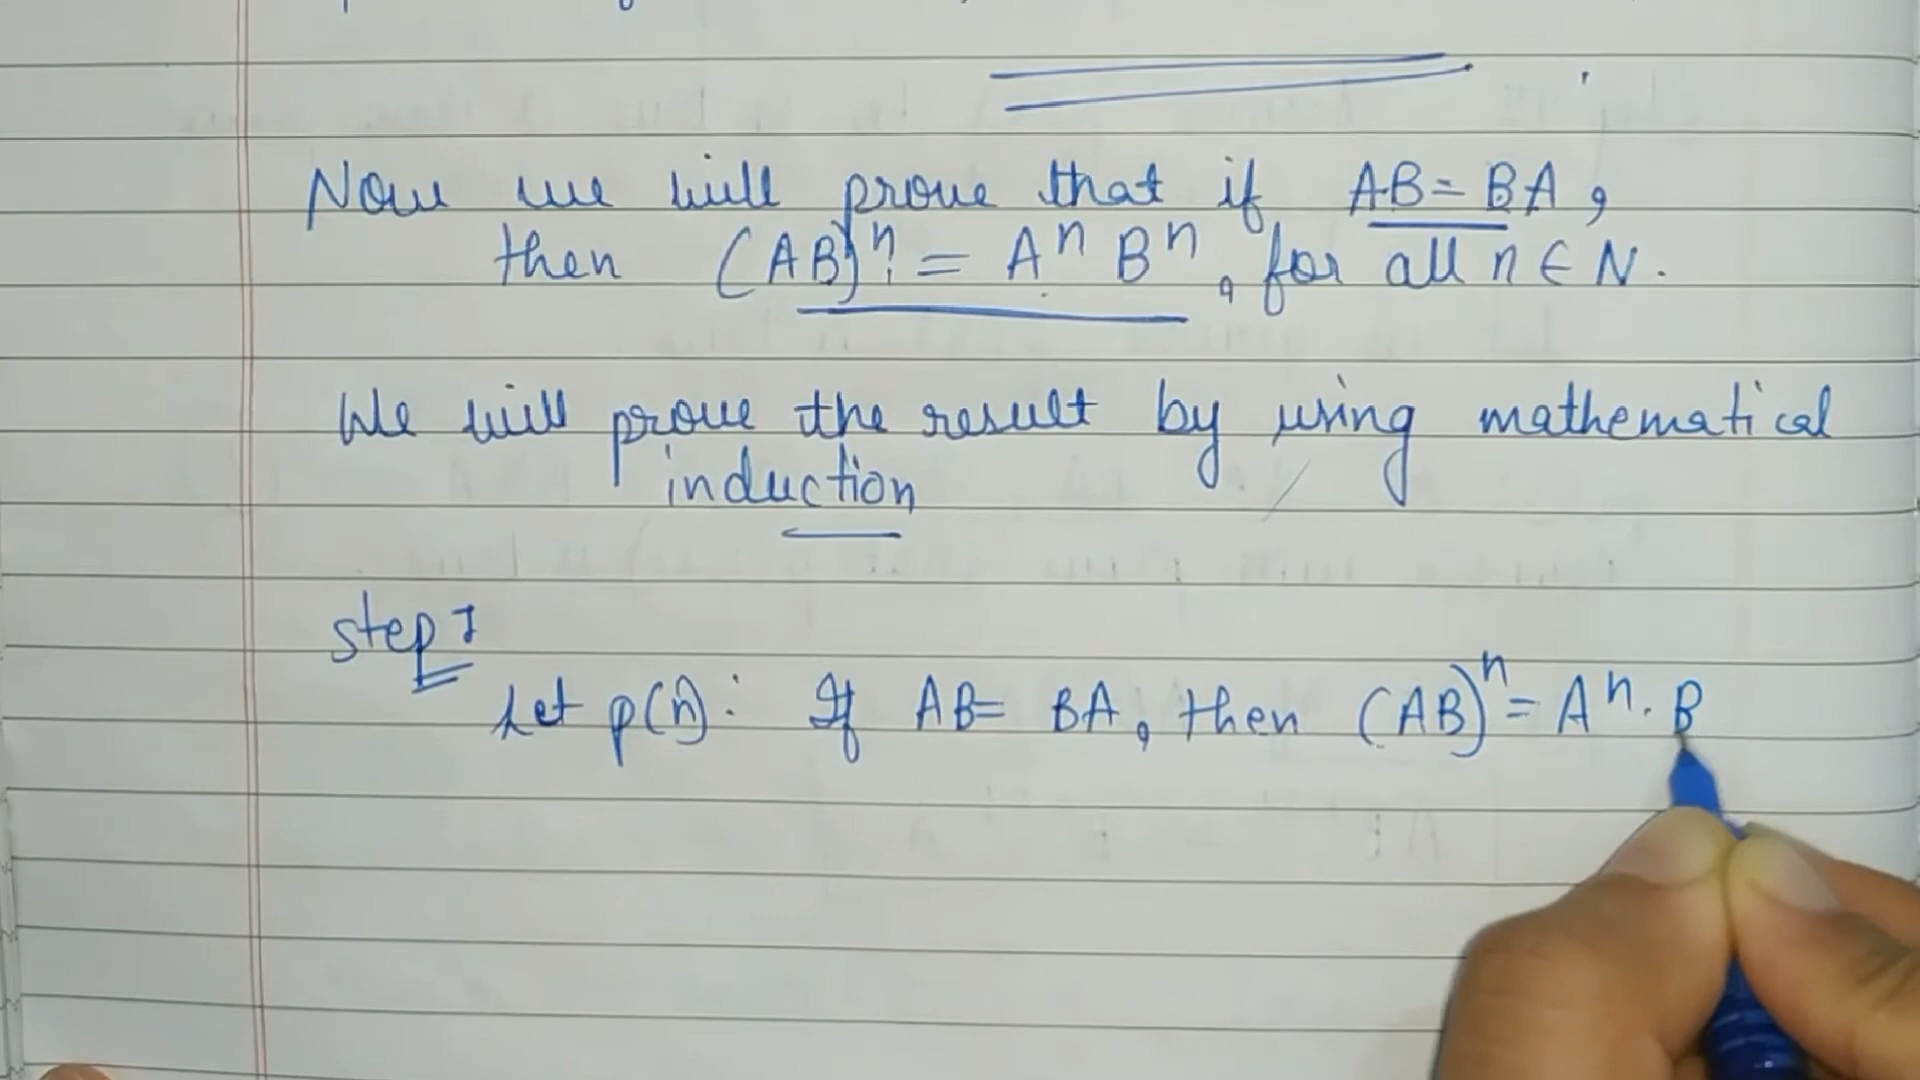 Now we will prove that if AB = BA,
then (AB)ⁿ = Aⁿ Bⁿ, for all n ∈ N.
We will prove the result by using mathematical
induction
step I
Let p(n): If AB = BA, then (AB)ⁿ = Aⁿ. B